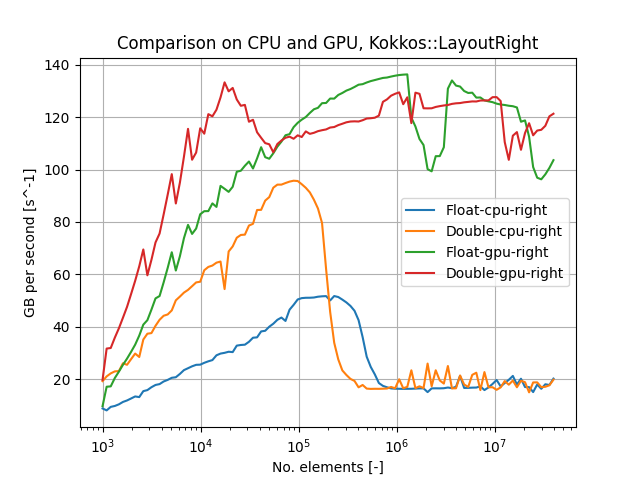 Comparison on CPU and GPU, Kokkos::LayoutRight
GB per second [s^-1]
140
120
100
80
60
40
20
Float-cpu-right
Double-cpu-right
Float-gpu-right
Double-gpu-right
10^3
10^4
10^5
10^6
10^7
No. elements [-]